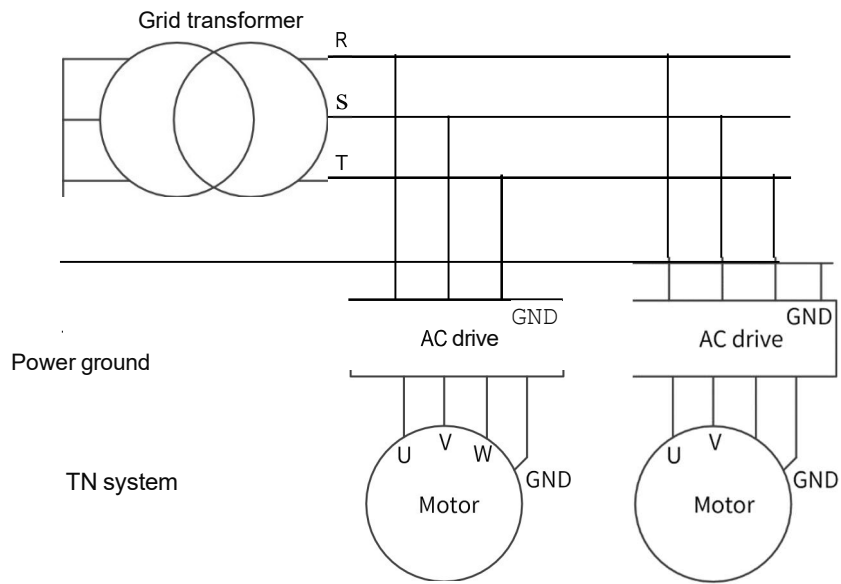 Grid transformer
R
S
T
GND
GND
AC drive
AC drive
Power ground
U
V
W
U
V
TN system
GND
GND
Motor
Motor